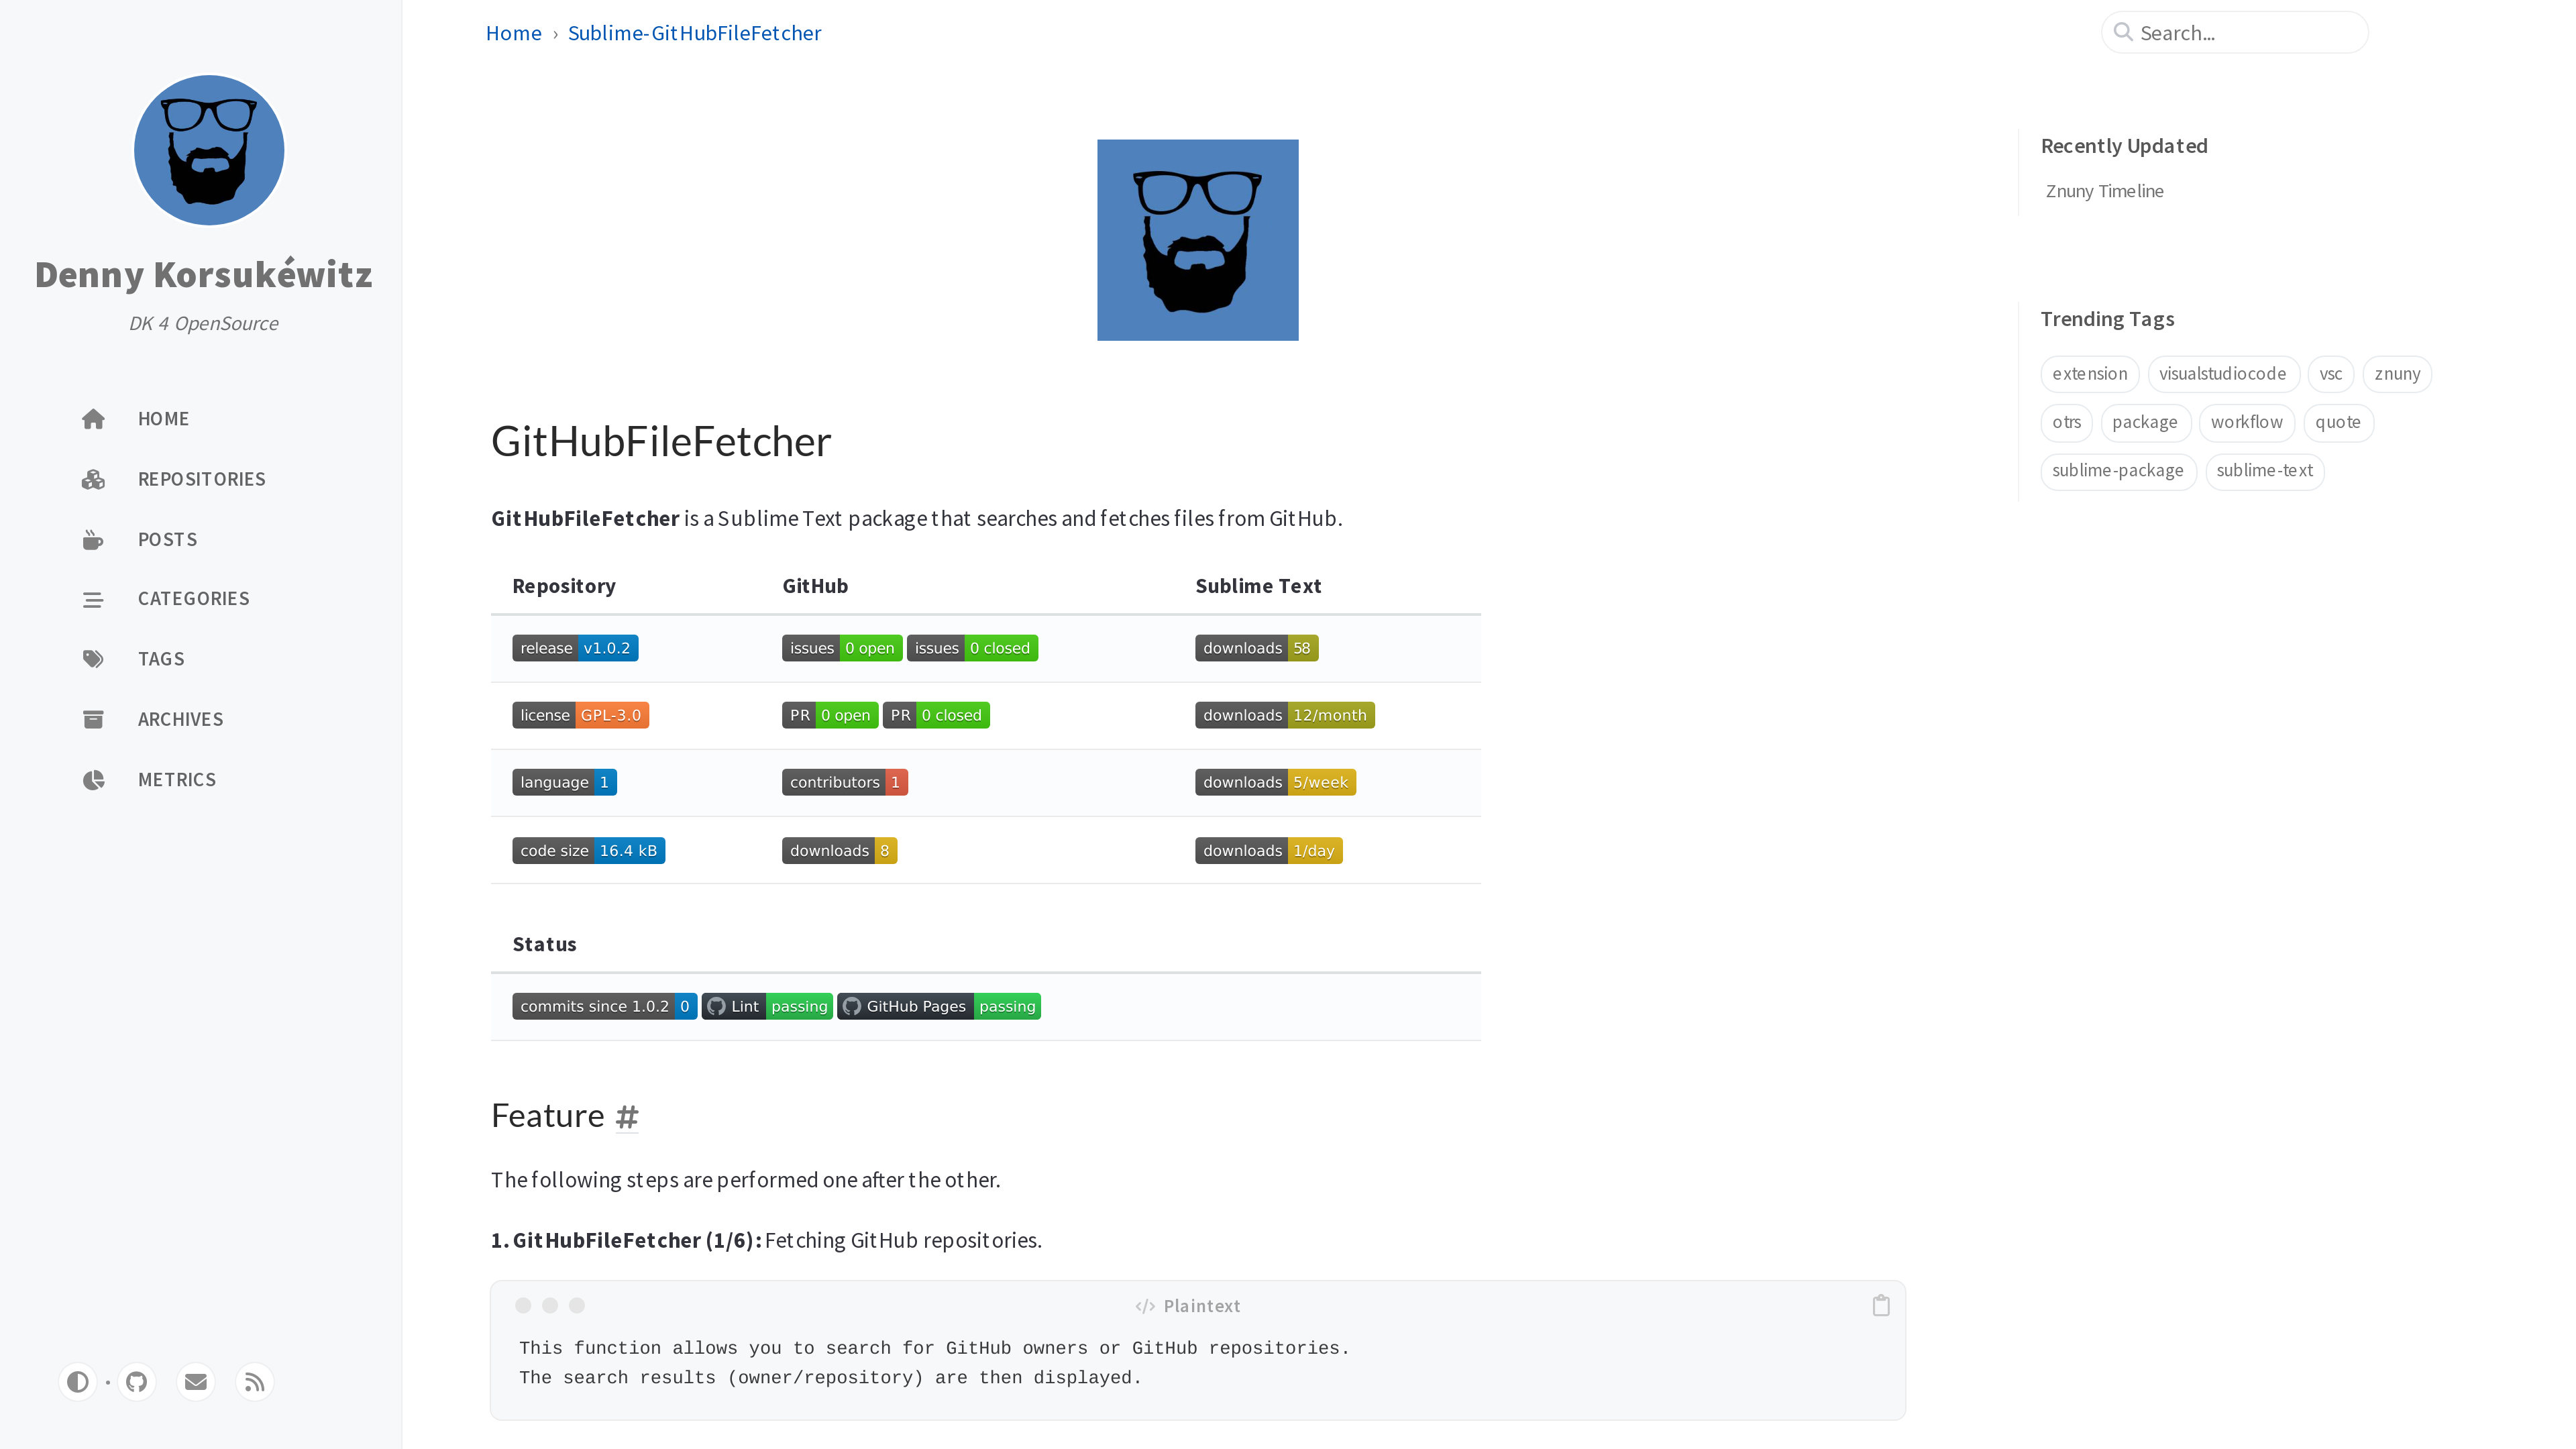 Denny Korsukéwitz
DK 4 OpenSource
HOME
REPOSITORIES
POSTS
CATEGORIES
TAGS
ARCHIVES
METRICS
Home › Sublime-GitHubFileFetcher
Search...
GitHubFileFetcher
GitHubFileFetcher is a Sublime Text package that searches and fetches files from GitHub.
Repository GitHub Sublime Text
release v1.0.2 issues 0 open issues 0 closed downloads 58
license GPL-3.0 PR 0 open PR 0 closed downloads 12/month
language 1 contributors 1 downloads 5/week
code size 16.4 kB downloads 8 downloads 1/day
Status
commits since 1.0.2 0 Lint passing GitHub Pages passing
Feature #
The following steps are performed one after the other.
1. GitHubFileFetcher (1/6): Fetching GitHub repositories.
Plaintext
This function allows you to search for GitHub owners or GitHub repositories.
The search results (owner/repository) are then displayed.
Recently Updated
Znuny Timeline
Trending Tags
extension visualstudiocode vsc znuny
otrs package workflow quote
sublime-package sublime-text